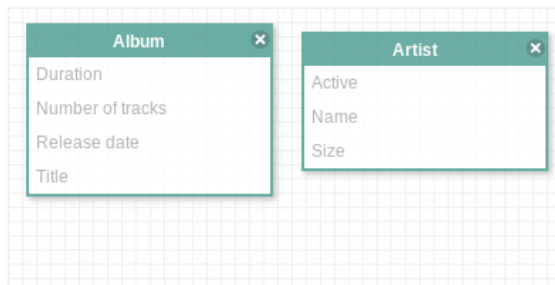 Album
Duration
Number of tracks
Release date
Title
Artist
Active
Name
Size